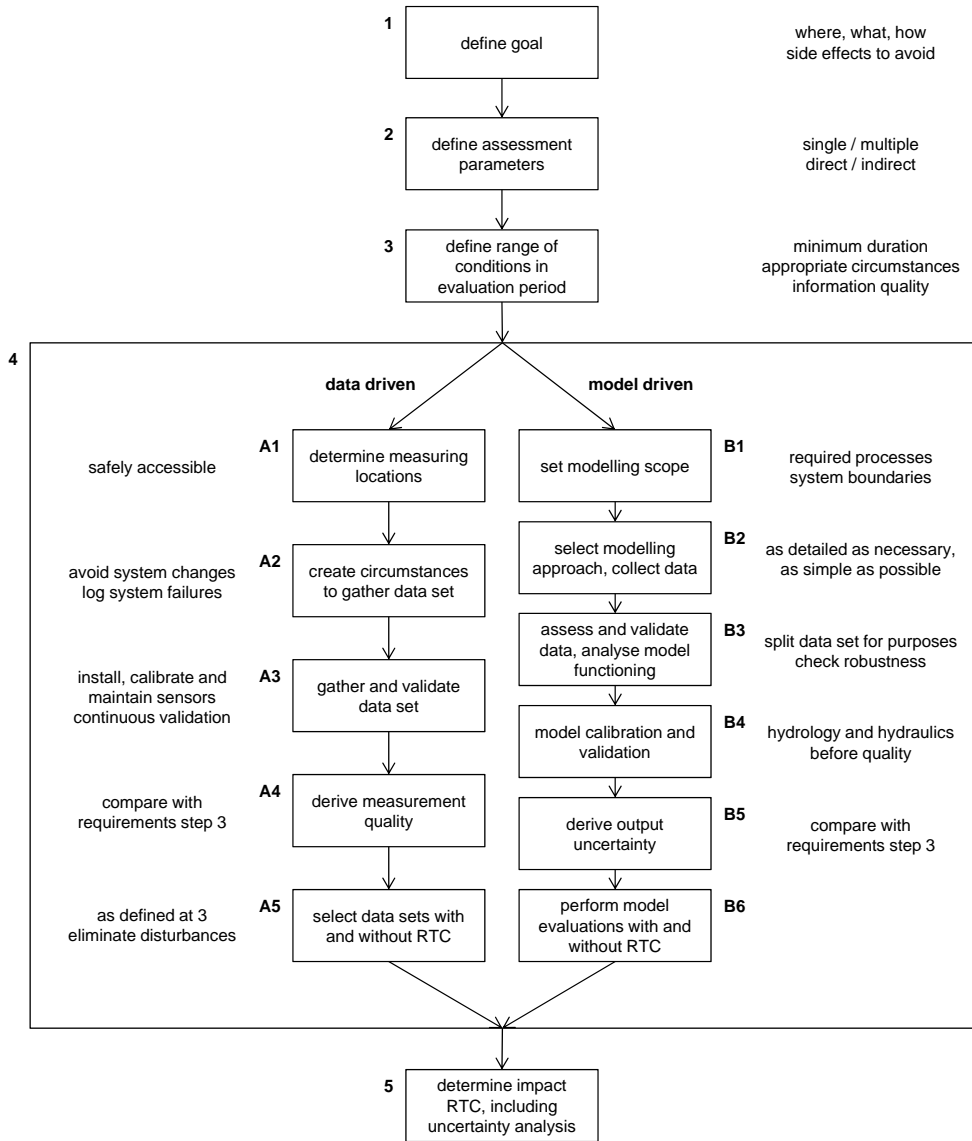 1
define goal
where, what, how
side effects to avoid
2
define assessment
parameters
single / multiple
direct / indirect
3
define range of
conditions in
evaluation period
minimum duration
appropriate circumstances
information quality
4
data driven
model driven
safely accessible
A1
determine measuring
locations
set modelling scope
B1
required processes
system boundaries
avoid system changes
log system failures
A2
create circumstances
to gather data set
select modelling
approach, collect data
B2
as detailed as necessary,
as simple as possible
install, calibrate and
maintain sensors
continuous validation
A3
gather and validate
data set
assess and validate
data, analyse model
functioning
B3
split data set for purposes
check robustness
model calibration and
validation
B4
hydrology and hydraulics
before quality
compare with
requirements step 3
A4
derive measurement
quality
derive output
uncertainty
B5
compare with
requirements step 3
as defined at 3
eliminate disturbances
A5
select data sets with
and without RTC
perform model
evaluations with and
without RTC
B6
5
determine impact
RTC, including
uncertainty analysis